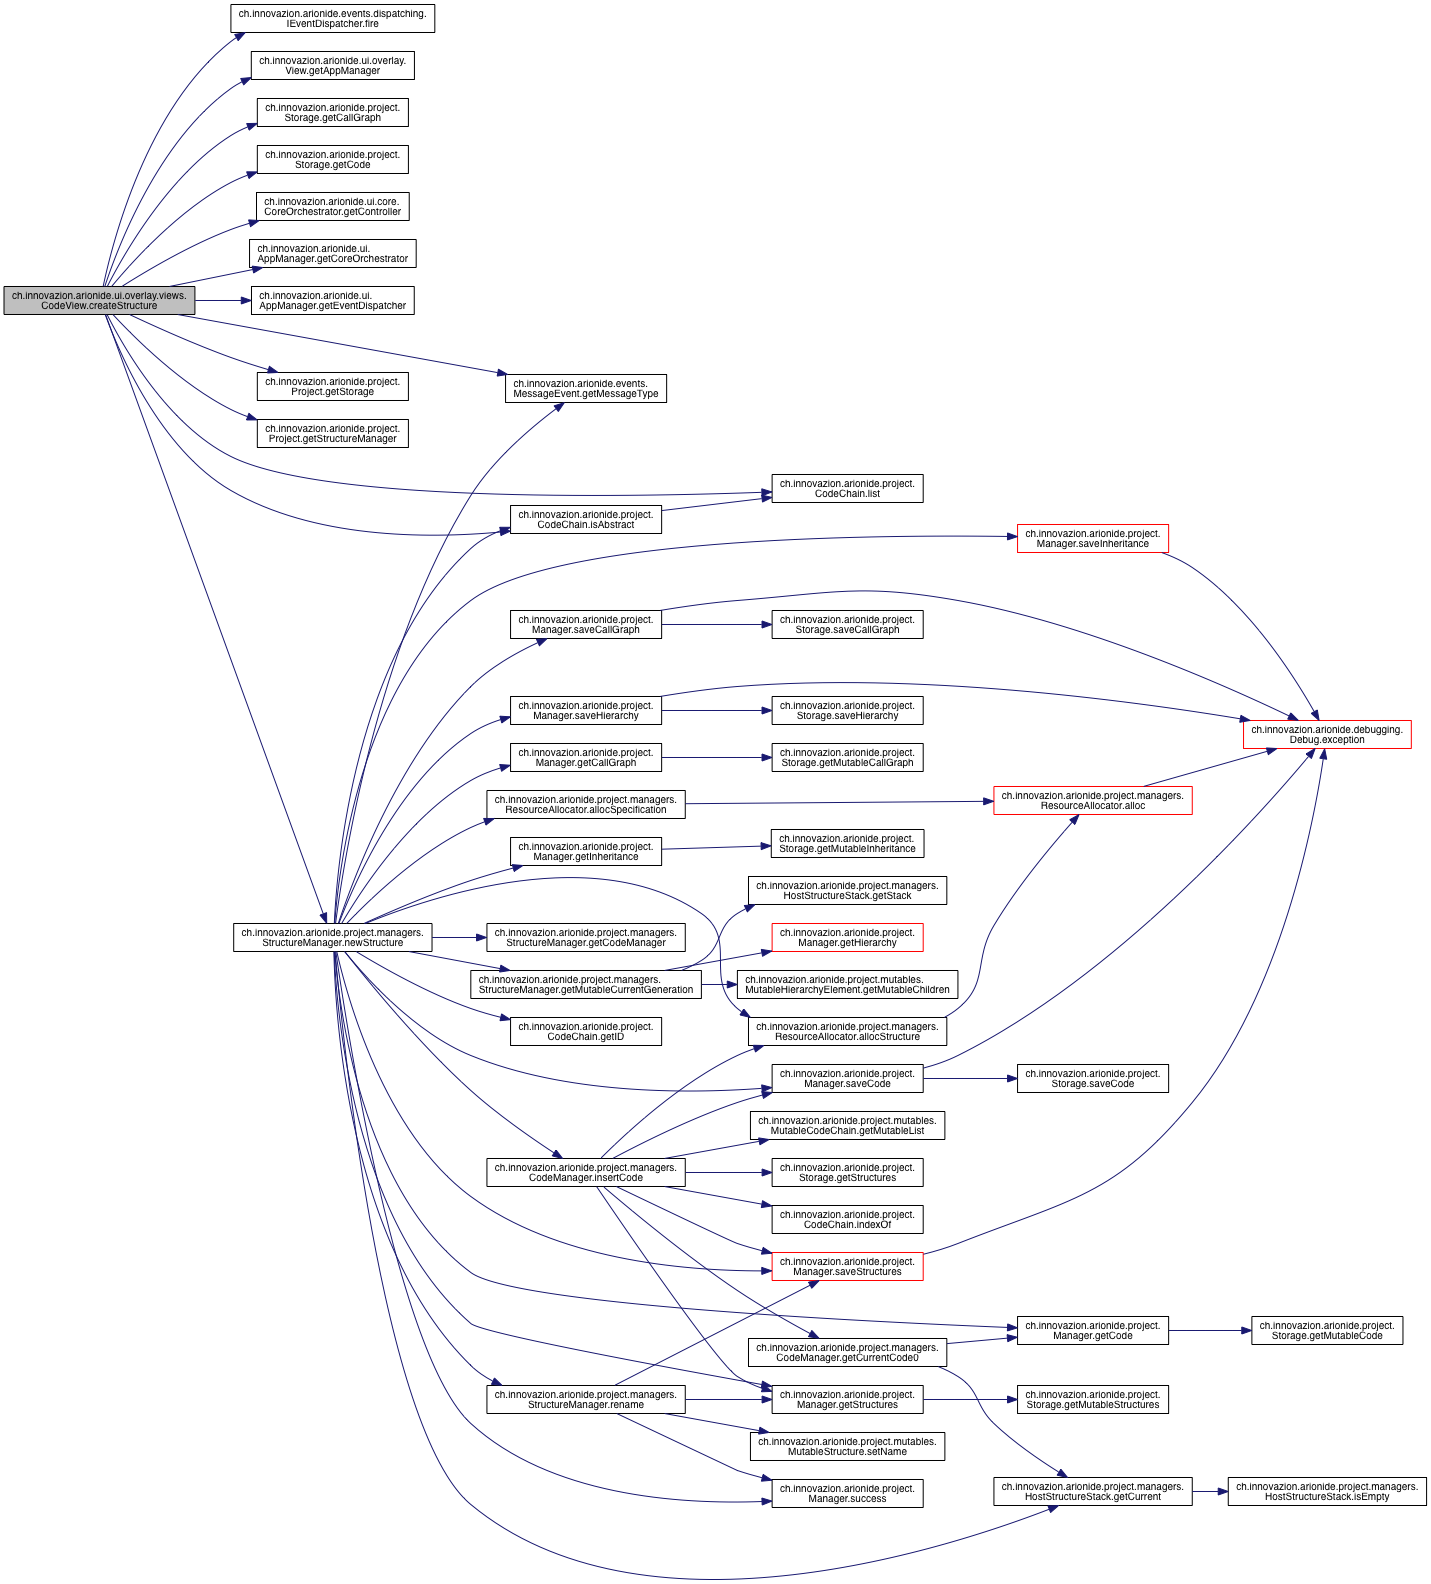 ch.innovazion.arionide.events.dispatching.
IEventDispatcher.fire
ch.innovazion.arionide.ui.overlay.
View.getAppManager
ch.innovazion.arionide.project.
Storage.getCallGraph
ch.innovazion.arionide.project.
Storage.getCode
ch.innovazion.arionide.ui.core.
CoreOrchestrator.getController
ch.innovazion.arionide.ui.
AppManager.getCoreOrchestrator
ch.innovazion.arionide.ui.overlay.views.
CodeView.createStructure
ch.innovazion.arionide.ui.
AppManager.getEventDispatcher
ch.innovazion.arionide.project.
Project.getStorage
ch.innovazion.arionide.events.
MessageEvent.getMessageType
ch.innovazion.arionide.project.
Project.getStructureManager
ch.innovazion.arionide.project.
CodeChain.list
ch.innovazion.arionide.project.
CodeChain.isAbstract
ch.innovazion.arionide.project.
Manager.saveInheritance
ch.innovazion.arionide.project.
Manager.saveCallGraph
ch.innovazion.arionide.project.
Storage.saveCallGraph
ch.innovazion.arionide.project.
Manager.saveHierarchy
ch.innovazion.arionide.project.
Storage.saveHierarchy
ch.innovazion.arionide.debugging.
Debug.exception
ch.innovazion.arionide.project.
Manager.getCallGraph
ch.innovazion.arionide.project.
Storage.getMutableCallGraph
ch.innovazion.arionide.project.managers.
ResourceAllocator.allocSpecification
ch.innovazion.arionide.project.managers.
ResourceAllocator.alloc
ch.innovazion.arionide.project.
Manager.getInheritance
ch.innovazion.arionide.project.
Storage.getMutableInheritance
ch.innovazion.arionide.project.managers.
HostStructureStack.getStack
ch.innovazion.arionide.project.managers.
StructureManager.newStructure
ch.innovazion.arionide.project.managers.
StructureManager.getCodeManager
ch.innovazion.arionide.project.
Manager.getHierarchy
ch.innovazion.arionide.project.managers.
StructureManager.getMutableCurrentGeneration
ch.innovazion.arionide.project.mutables.
MutableHierarchyElement.getMutableChildren
ch.innovazion.arionide.project.
CodeChain.getID
ch.innovazion.arionide.project.managers.
ResourceAllocator.allocStructure
ch.innovazion.arionide.project.
Manager.saveCode
ch.innovazion.arionide.project.
Storage.saveCode
ch.innovazion.arionide.project.mutables.
MutableCodeChain.getMutableList
ch.innovazion.arionide.project.managers.
CodeManager.insertCode
ch.innovazion.arionide.project.
Storage.getStructures
ch.innovazion.arionide.project.
CodeChain.indexOf
ch.innovazion.arionide.project.
Manager.saveStructures
ch.innovazion.arionide.project.
Manager.getCode
ch.innovazion.arionide.project.
Storage.getMutableCode
ch.innovazion.arionide.project.managers.
CodeManager.getCurrentCode0
ch.innovazion.arionide.project.managers.
StructureManager.rename
ch.innovazion.arionide.project.
Manager.getStructures
ch.innovazion.arionide.project.
Storage.getMutableStructures
ch.innovazion.arionide.project.mutables.
MutableStructure.setName
ch.innovazion.arionide.project.
Manager.success
ch.innovazion.arionide.project.managers.
HostStructureStack.getCurrent
ch.innovazion.arionide.project.managers.
HostStructureStack.isEmpty